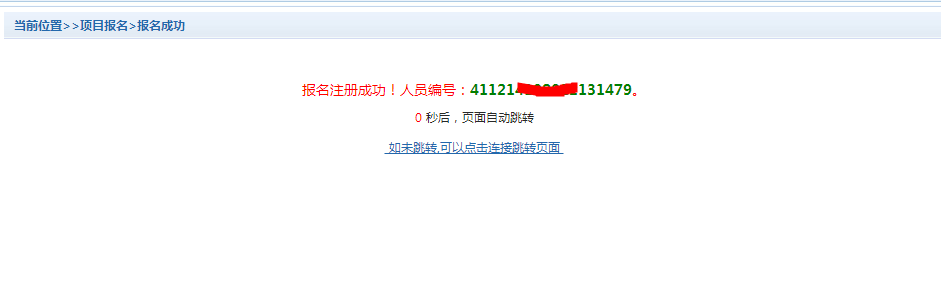 当前位置>>项目报名>报名成功
报名注册成功！人员编号：41121 131479。
0 秒后，页面自动跳转
如未跳转,可以点击连接跳转页面